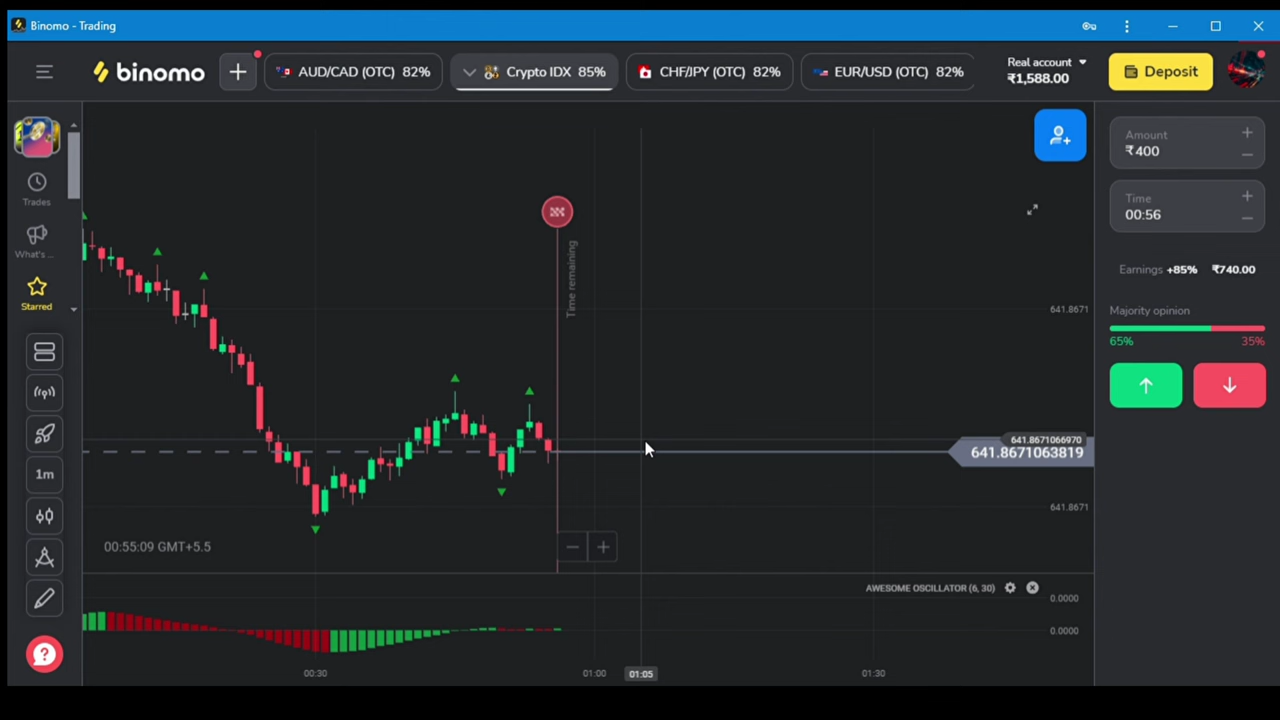 Binomo - Trading
binomo
+
AUD/CAD (OTC) 82%
Crypto IDX 85%
CHF/JPY (OTC) 82%
EUR/USD (OTC) 82%
Real account
₹1,588.00
Deposit
Trades
What's ...
Starred
1m
Time remaining
641.8671
641.8671066970
641.8671063819
641.8671
Amount
₹400
+
−
Time
00:56
+
−
Earnings +85% ₹740.00
Majority opinion
65%
35%
00:55:09 GMT+5.5
− +
AWESOME OSCILLATOR (6, 30)
0.0000
0.0000
00:30
01:00
01:05
01:30
?